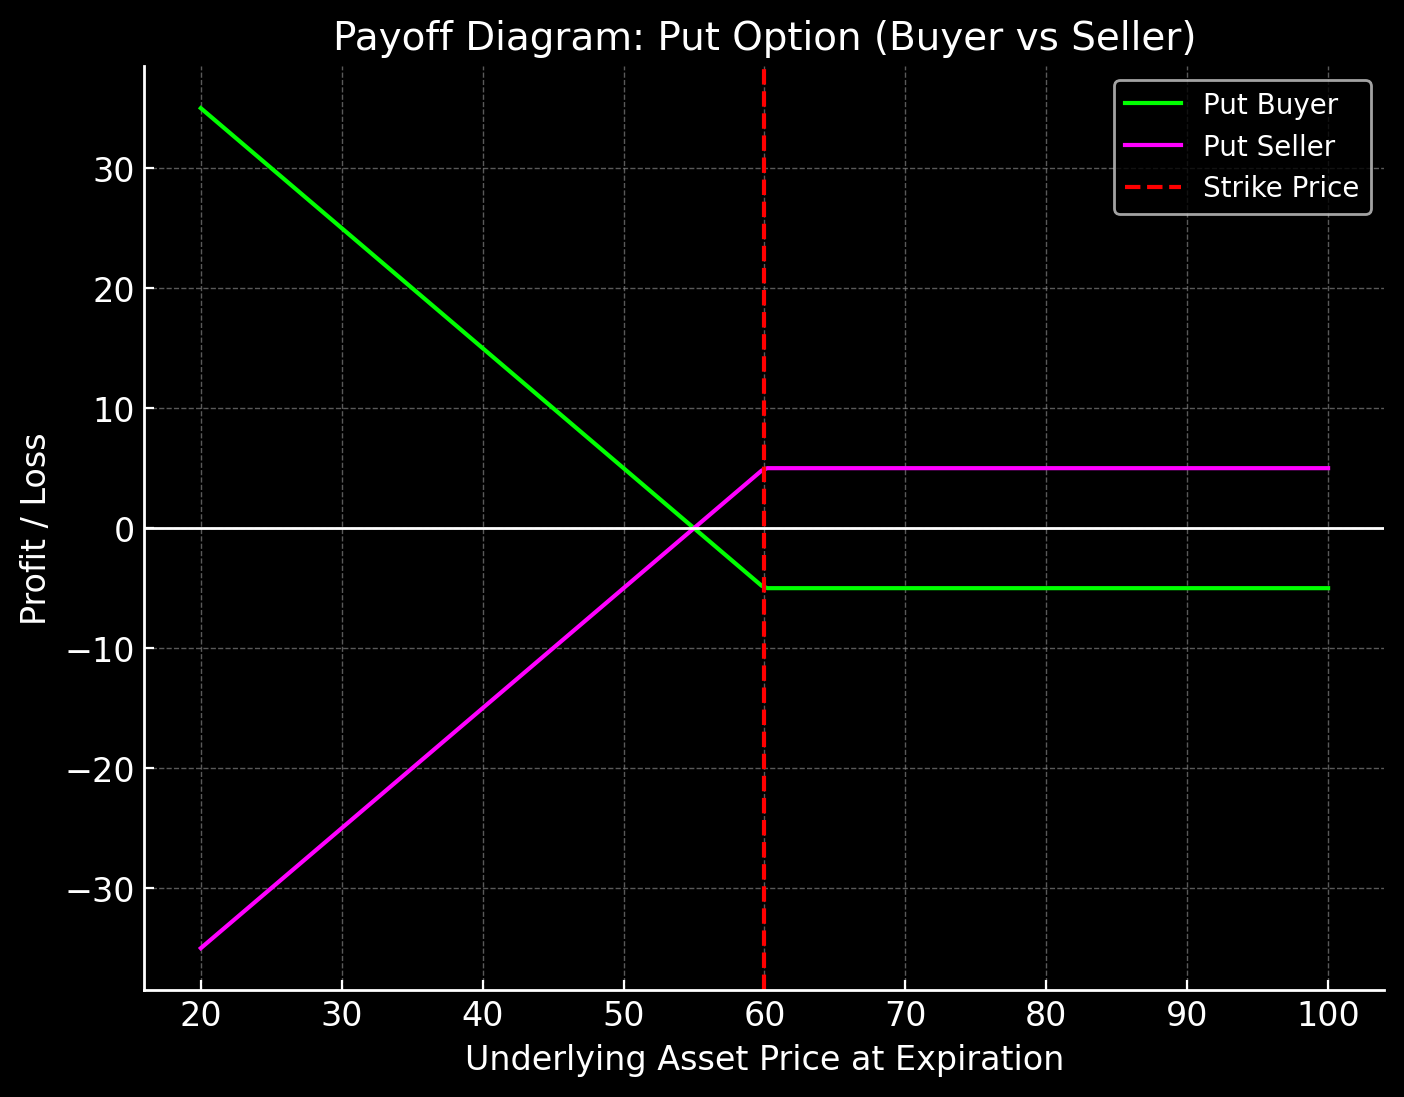 Payoff Diagram: Put Option (Buyer vs Seller)
Put Buyer
Put Seller
Strike Price
30
20
10
0
−10
−20
−30
Profit / Loss
20 30 40 50 60 70 80 90 100
Underlying Asset Price at Expiration